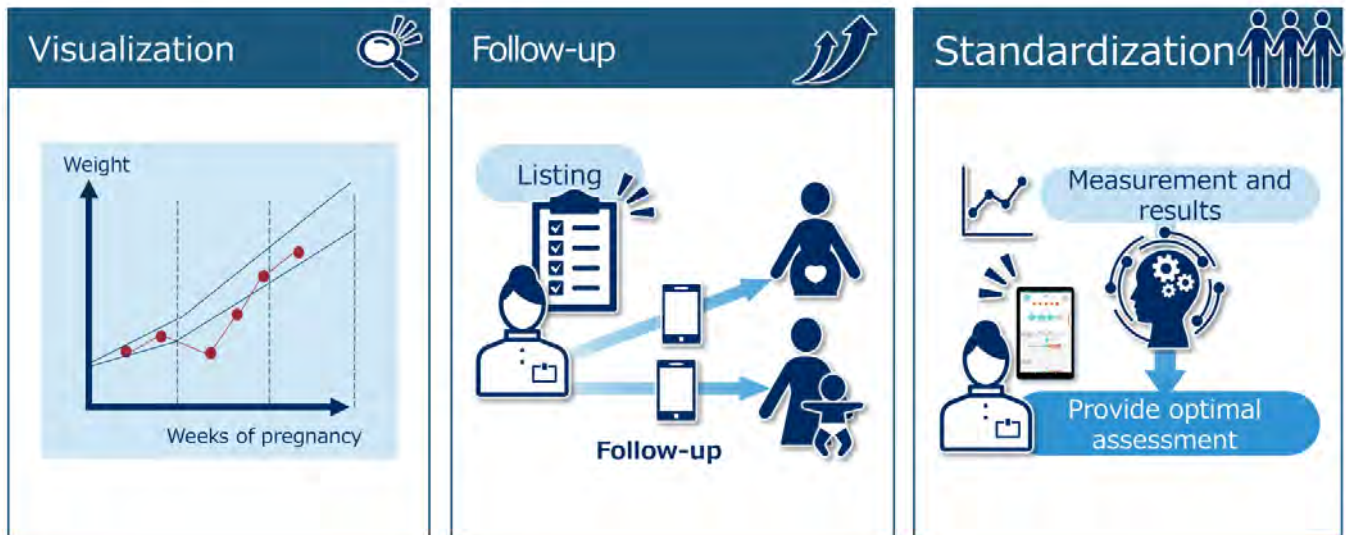 Visualization
Weight
Weeks of pregnancy
Follow-up
Listing
Follow-up
Standardization
Measurement and
results
Provide optimal
assessment